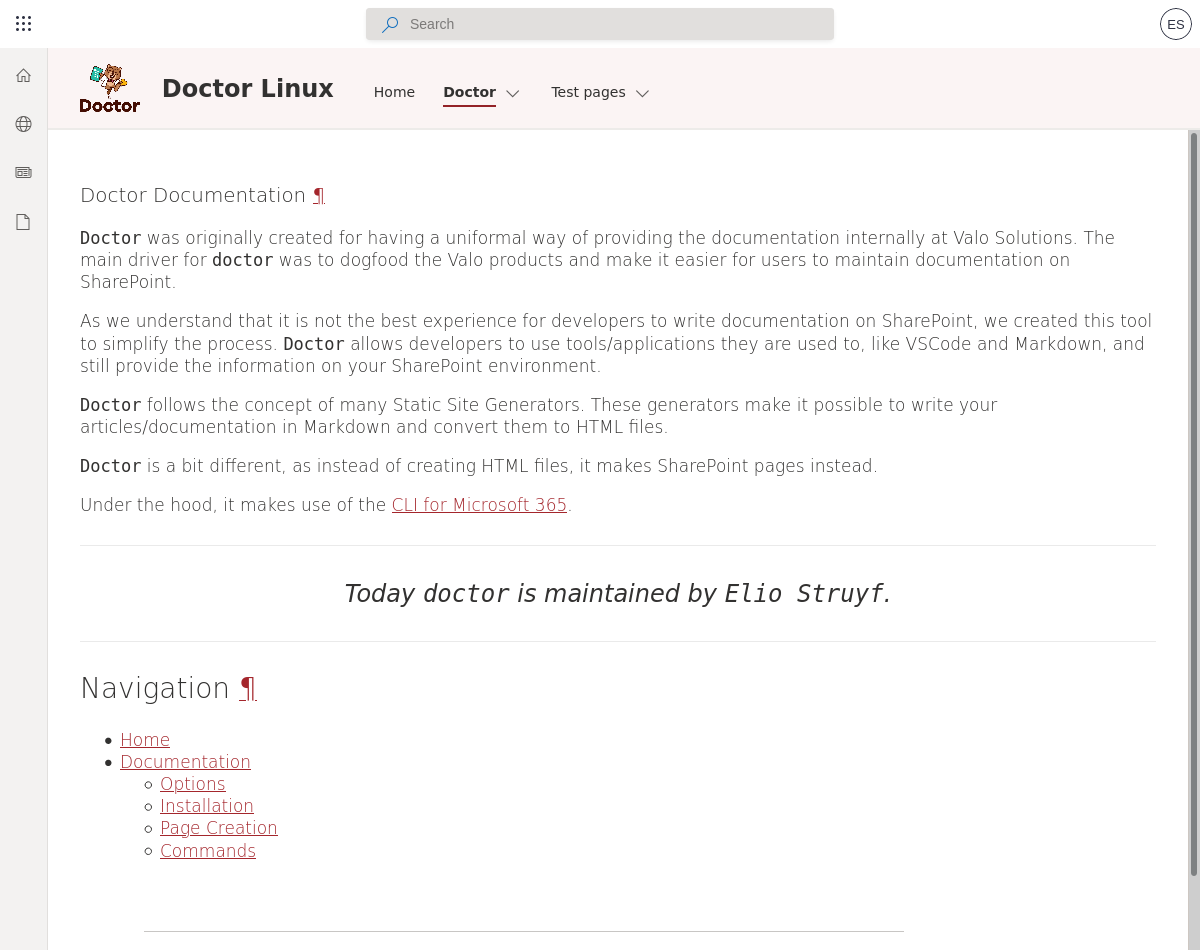 Search
ES
Doctor
Doctor Linux
Home
Doctor
Test pages
Doctor Documentation ¶
Doctor was originally created for having a uniformal way of providing the documentation internally at Valo Solutions. The
main driver for doctor was to dogfood the Valo products and make it easier for users to maintain documentation on
SharePoint.
As we understand that it is not the best experience for developers to write documentation on SharePoint, we created this tool
to simplify the process. Doctor allows developers to use tools/applications they are used to, like VSCode and Markdown, and
still provide the information on your SharePoint environment.
Doctor follows the concept of many Static Site Generators. These generators make it possible to write your
articles/documentation in Markdown and convert them to HTML files.
Doctor is a bit different, as instead of creating HTML files, it makes SharePoint pages instead.
Under the hood, it makes use of the CLI for Microsoft 365.
Today doctor is maintained by Elio Struyf.
Navigation ¶
Home
Documentation
Options
Installation
Page Creation
Commands